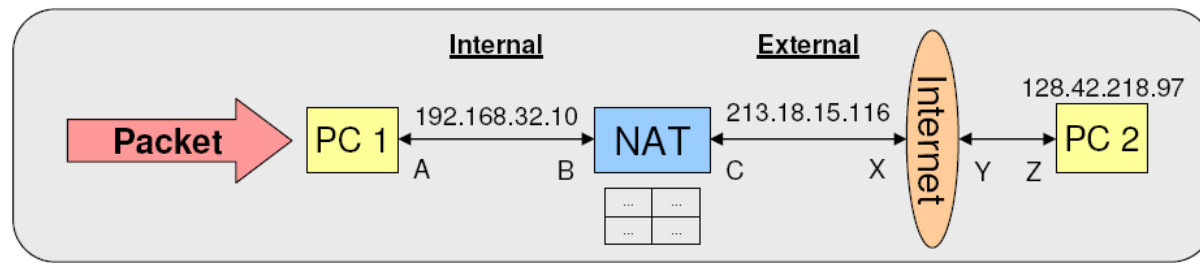 Internal
External
Packet
PC 1
192.168.32.10
NAT
213.18.15.116
Internet
128.42.218.97
PC 2
A
B
C
X
Y
Z
... ...
... ...